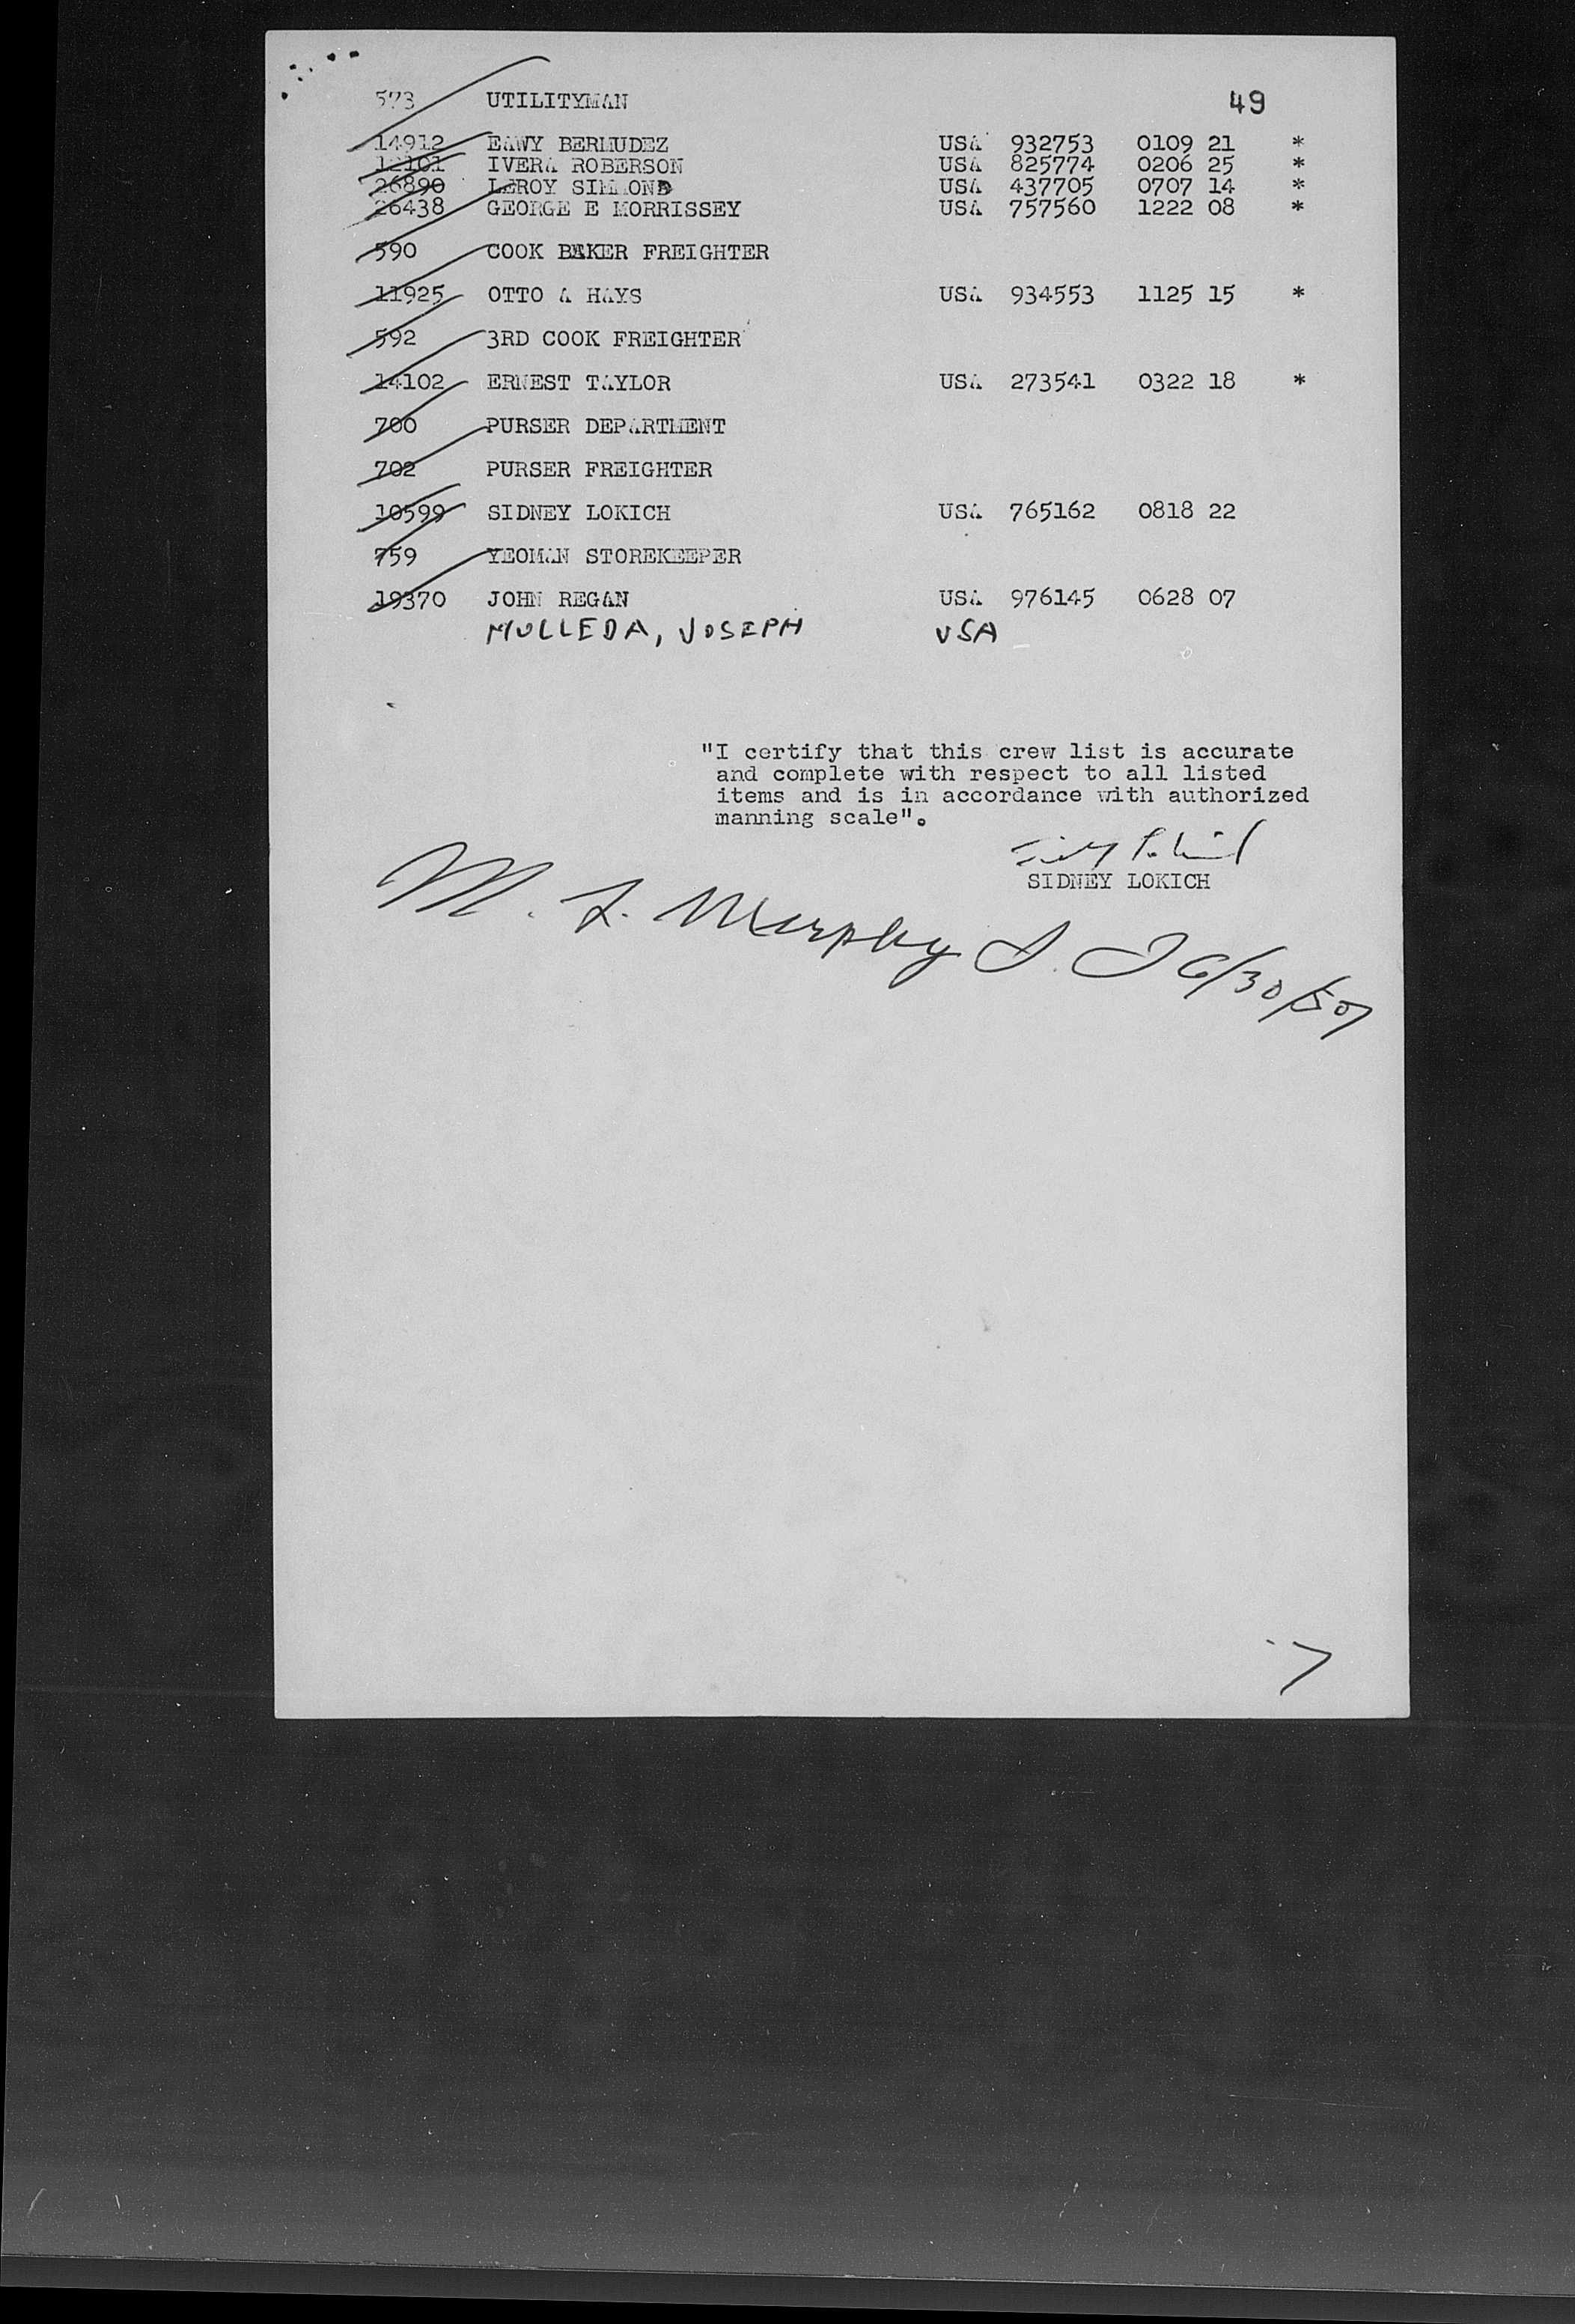 573 UTILITYMAN 49
14912 EAWY BERMUDEZ USA 932753 0109 21 *
12101 IVERA ROBERSON USA 825774 0206 25 *
26890 LEROY SIMMOND USA 437705 0707 14 *
26438 GEORGE E MORRISSEY USA 757560 1222 08 *
590 COOK BAKER FREIGHTER
11925 OTTO A HAYS USA 934553 1125 15 *
592 3RD COOK FREIGHTER
14102 ERNEST TAYLOR USA 273541 0322 18 *
700 PURSER DEPARTMENT
702 PURSER FREIGHTER
10599 SIDNEY LOKICH USA 765162 0818 22
759 YEOMAN STOREKEEPER
19370 JOHN REGAN USA 976145 0628 07
MULLEDA, JOSEPH USA
"I certify that this crew list is accurate
and complete with respect to all listed
items and is in accordance with authorized
manning scale".
SIDNEY LOKICH
M. L. Murphy 6/30/50